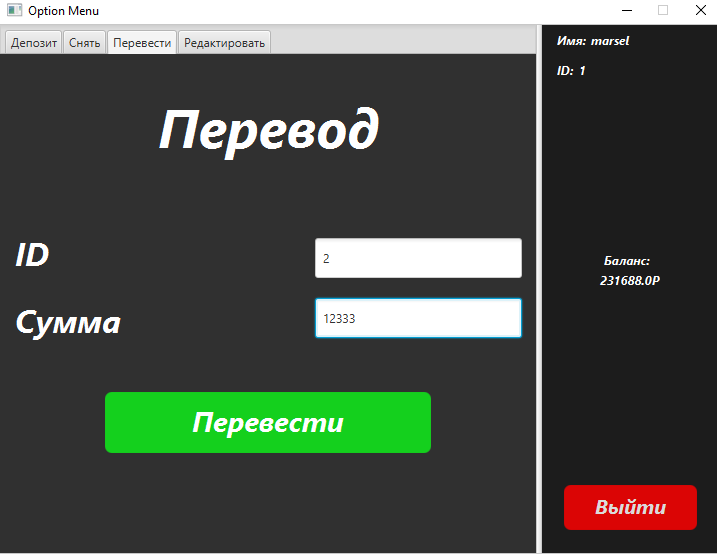 Option Menu
Депозит Снять Перевести Редактировать
Имя: marsel
ID: 1
Перевод
ID 2
Сумма 12333
Перевести
Баланс:
231688.0Р
Выйти